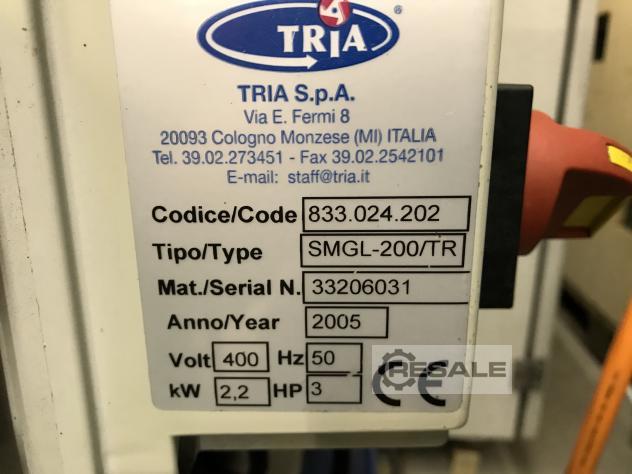 TRIA
TRIA S.p.A.
Via E. Fermi 8
20093 Cologno Monzese (MI) ITALIA
Tel. 39.02.273451 - Fax 39.02.2542101
E-mail: staff@tria.it
Codice/Code 833.024.202
Tipo/Type SMGL-200/TR
Mat./Serial N. 33206031
Anno/Year 2005
Volt 400 Hz 50
kW 2,2 HP 3 CE
RESALE